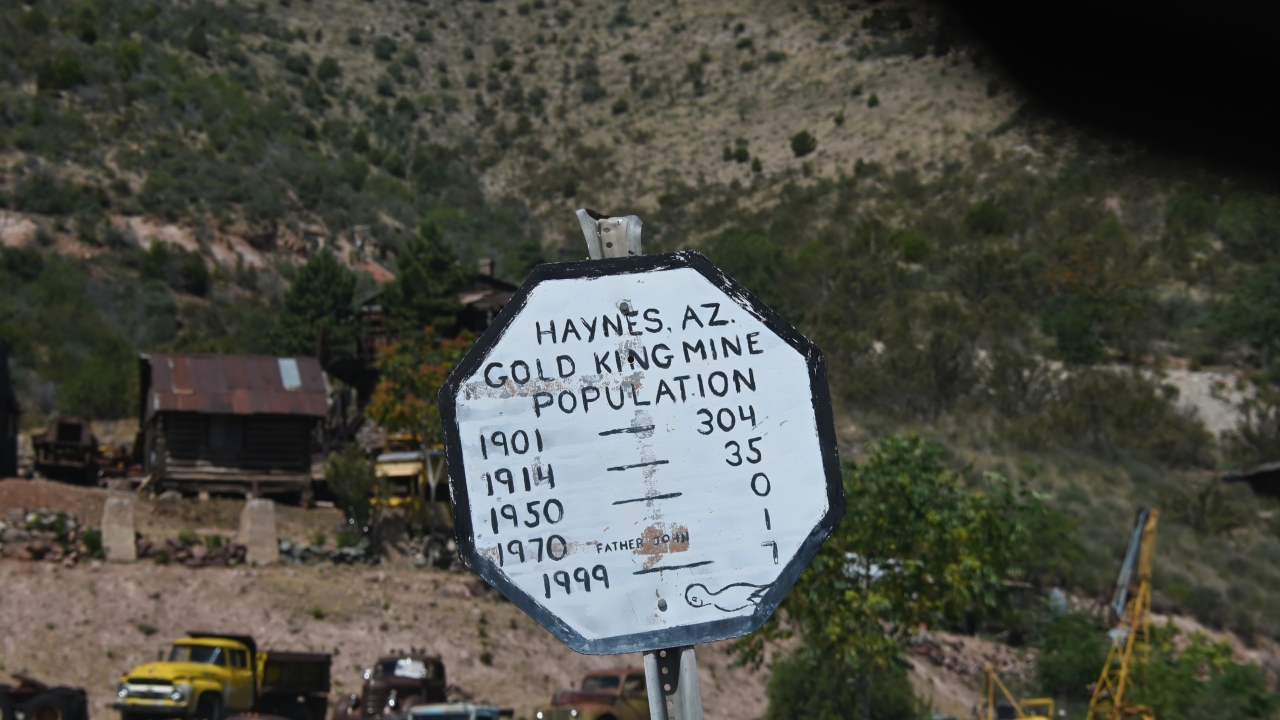 HAYNES, AZ.
GOLD KING MINE
POPULATION
1901 — 304
1914 — 35
1950 — 0
1970 FATHER JOHN 1
1999 — 7